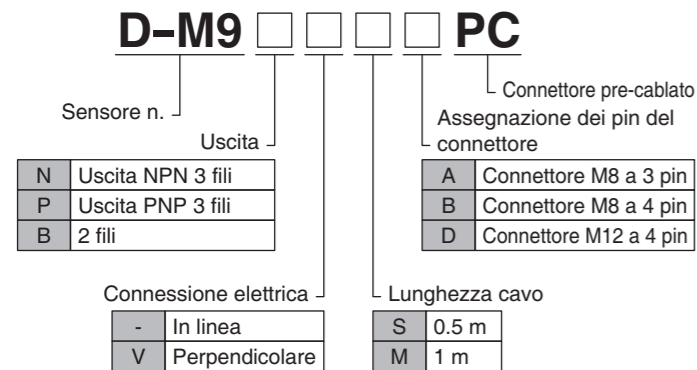 D-M9 □ □ □ □ PC
Connettore pre-cablato
Sensore n.
Assegnazione dei pin del
connettore
Uscita
N Uscita NPN 3 fili
P Uscita PNP 3 fili
B 2 fili
A Connettore M8 a 3 pin
B Connettore M8 a 4 pin
D Connettore M12 a 4 pin
Connessione elettrica
- In linea
V Perpendicolare
Lunghezza cavo
S 0.5 m
M 1 m